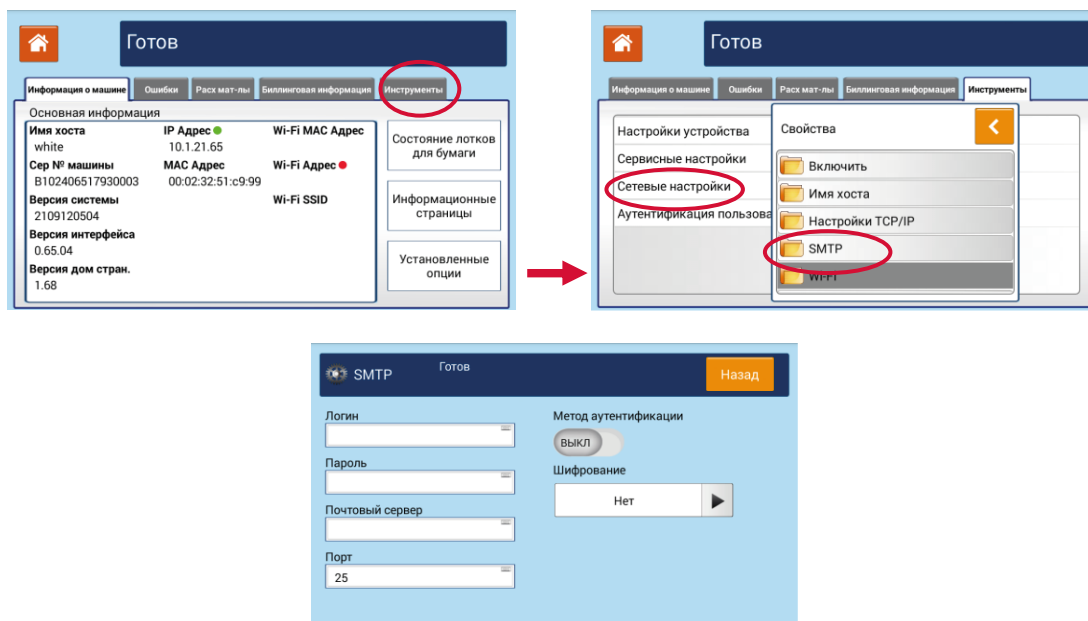 Готов
Информация о машине Ошибки Расх мат-лы Биллинговая информация Инструменты
Основная информация
Имя хоста IP Адрес Wi-Fi MAC Адрес
white 10.1.21.65
Сер № машины MAC Адрес Wi-Fi Адрес
B102406517930003 00:02:32:51:c9:99
Версия системы Wi-Fi SSID
2109120504
Версия интерфейса
0.65.04
Версия дом стран.
1.68
Состояние лотков
для бумаги
Информационные
страницы
Установленные
опции
Готов
Информация о машине Ошибки Расх мат-лы Биллинговая информация Инструменты
Настройки устройства
Сервисные настройки
Сетевые настройки
Аутентификация пользова
Свойства
Включить
Имя хоста
Настройки TCP/IP
SMTP
Wi-Fi
SMTP Готов Назад
Логин
Пароль
Почтовый сервер
Порт
25
Метод аутентификации
ВЫКЛ
Шифрование
Нет